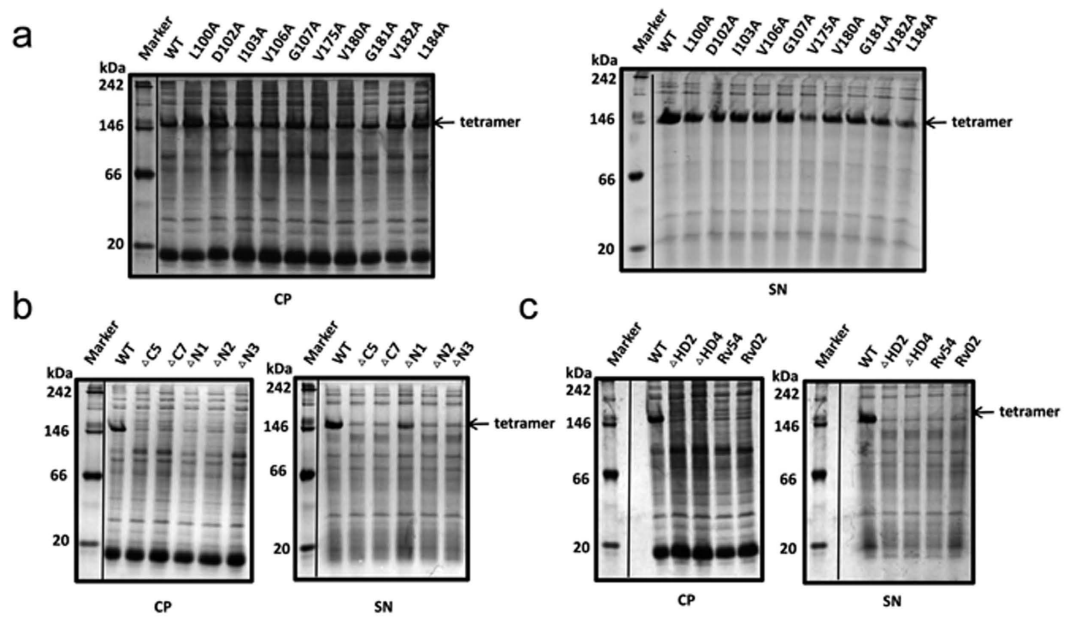 a
Marker WT L100A D102A I103A V106A G107A V175A V180A G181A V182A L184A
kDa
242
146
66
20
tetramer
CP
Marker WT L100A D102A I103A V106A G107A V175A V180A G181A V182A L184A
kDa
242
146
66
20
tetramer
SN
b
Marker WT △C5 △C7 △N1 △N2 △N3
kDa
242
146
66
20
CP
Marker WT △C5 △C7 △N1 △N2 △N3
kDa
242
146
66
20
tetramer
SN
c
Marker WT △HD2 △HD4 Rv54 Rv02
kDa
242
146
66
20
CP
Marker WT △HD2 △HD4 Rv54 Rv02
kDa
242
146
66
20
tetramer
SN